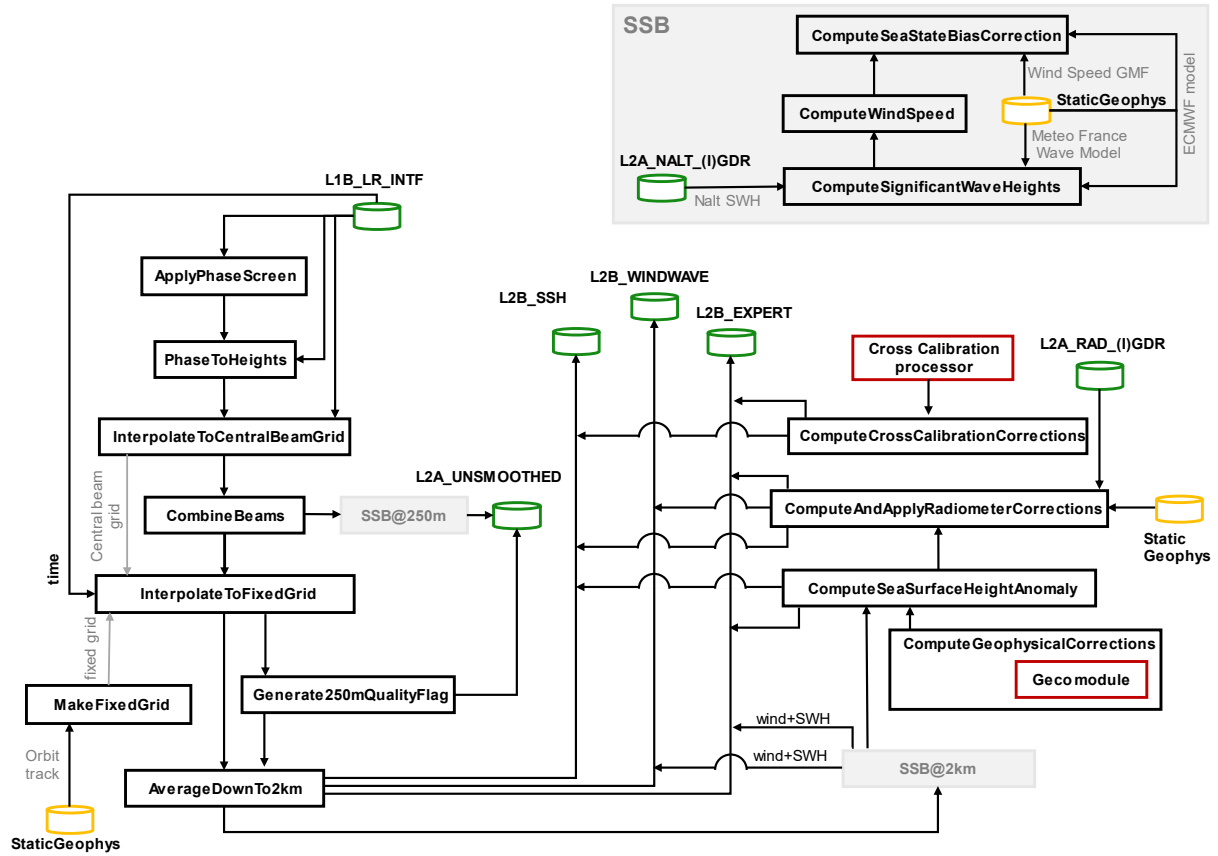 SSB
ComputeSeaStateBiasCorrection
Wind Speed GMF
StaticGeophys
ECMWF model
ComputeWindSpeed
Meteo France
Wave Model
L2A_NALT_(I)GDR
Nalt SWH
ComputeSignificantWaveHeights
L1B_LR_INTF
ApplyPhaseScreen
PhaseToHeights
InterpolateToCentralBeamGrid
Central beam
grid
CombineBeams
SSB@250m
L2A_UNSMOOTHED
time
InterpolateToFixedGrid
fixed grid
MakeFixedGrid
Generate250mQualityFlag
Orbit
track
AverageDownTo2km
StaticGeophys
L2B_SSH
L2B_WINDWAVE
L2B_EXPERT
Cross Calibration
processor
L2A_RAD_(I)GDR
ComputeCrossCalibrationCorrections
ComputeAndApplyRadiometerCorrections
Static
Geophys
ComputeSeaSurfaceHeightAnomaly
ComputeGeophysicalCorrections
Geco module
wind+SWH
wind+SWH
SSB@2km